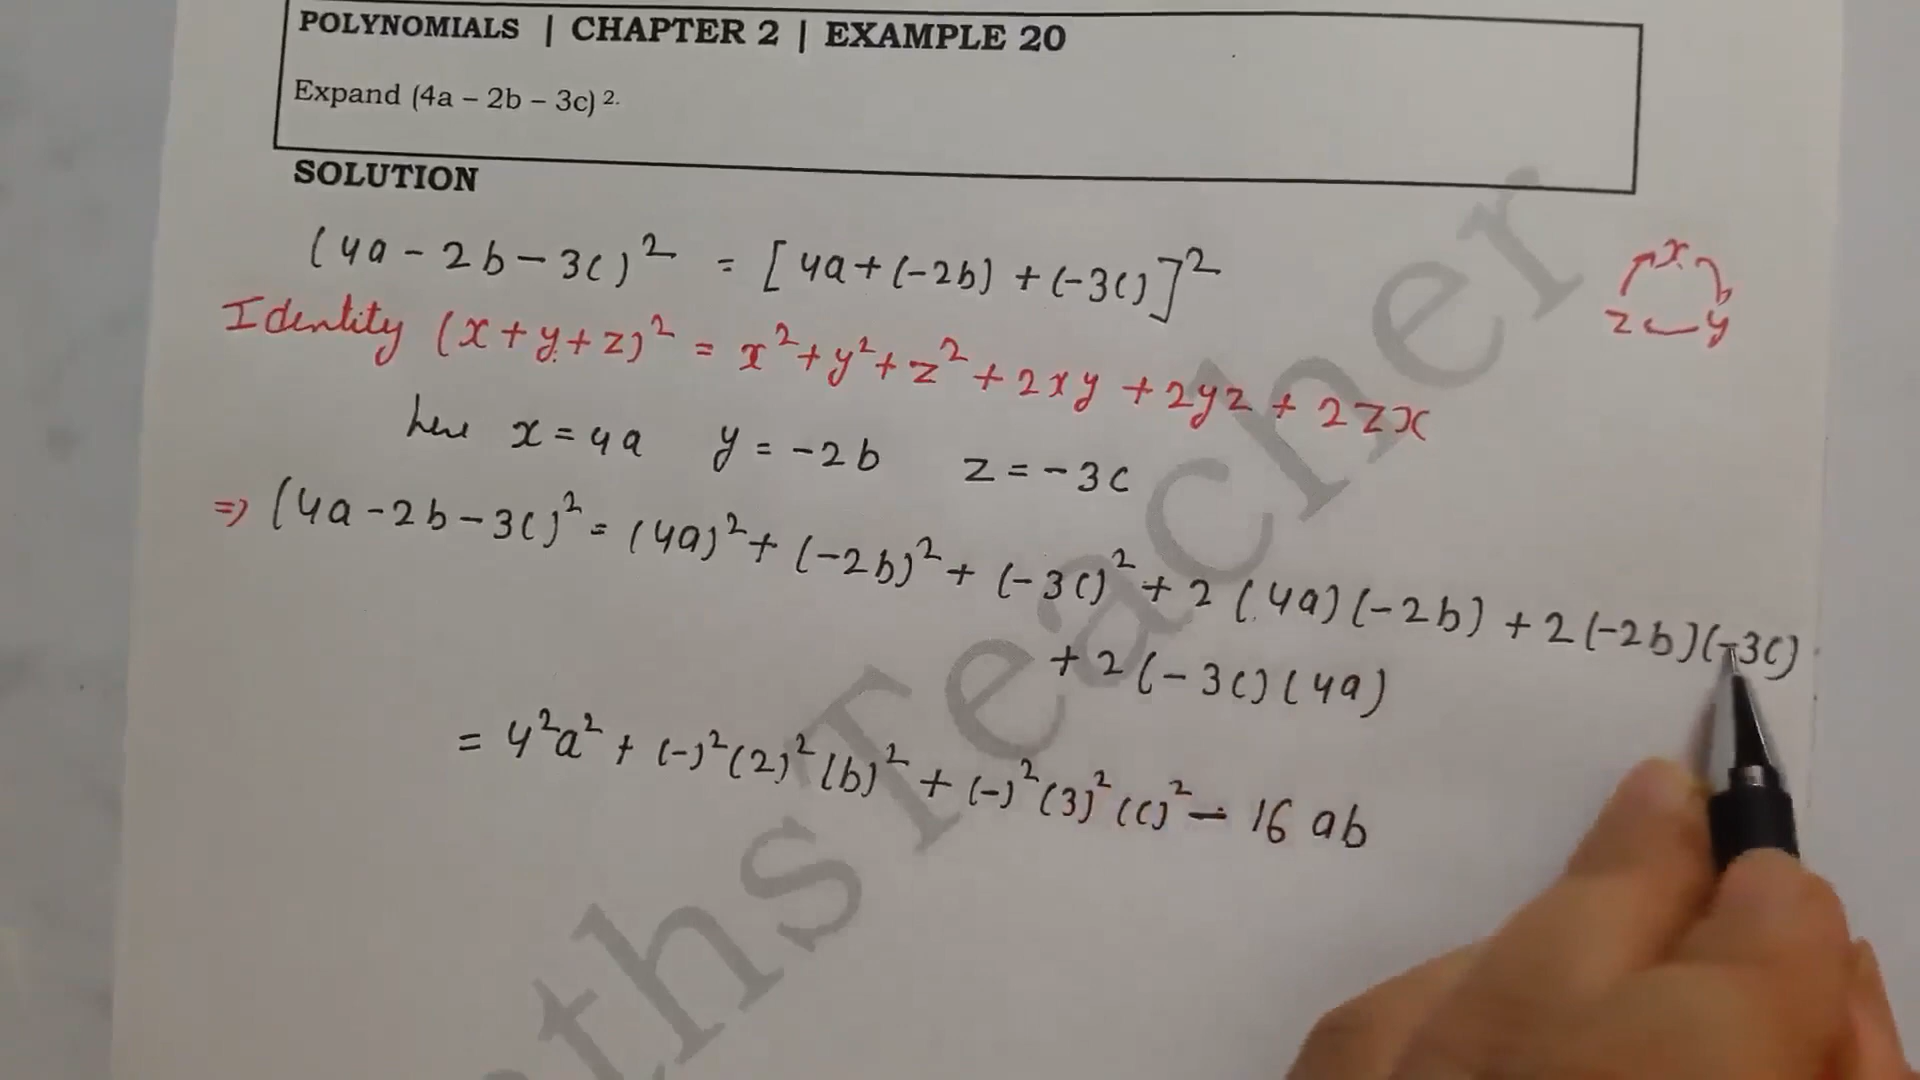 POLYNOMIALS | CHAPTER 2 | EXAMPLE 20
Expand (4a – 2b – 3c) 2.
SOLUTION
(4a - 2b - 3c)² = [4a + (-2b) + (-3c)]²
Identity (x + y + z)² = x² + y² + z² + 2xy + 2yz + 2zx
x
z y
here x = 4a y = -2b z = -3c
⇒ (4a - 2b - 3c)² = (4a)² + (-2b)² + (-3c)² + 2(4a)(-2b) + 2(-2b)(-3c)
+ 2(-3c)(4a)
= 4²a² + (-)²(2)²(b)² + (-)²(3)²(c)² - 16 ab
thsTeacher